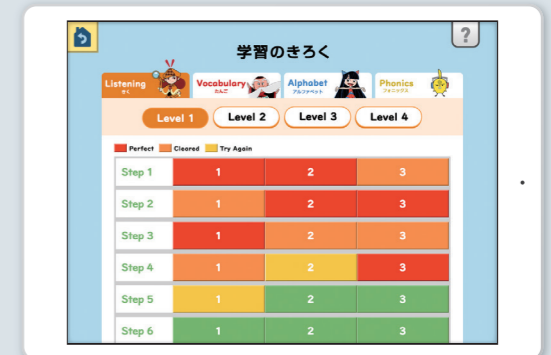 ?
学習のきろく
Listening Vocabulary Alphabet Phonics
きく たんご アルファベット フォニックス
Level 1 Level 2 Level 3 Level 4
Perfect Cleared Try Again
Step 1 1 2 3
Step 2 1 2 3
Step 3 1 2 3
Step 4 1 2 3
Step 5 1 2 3
Step 6 1 2 3